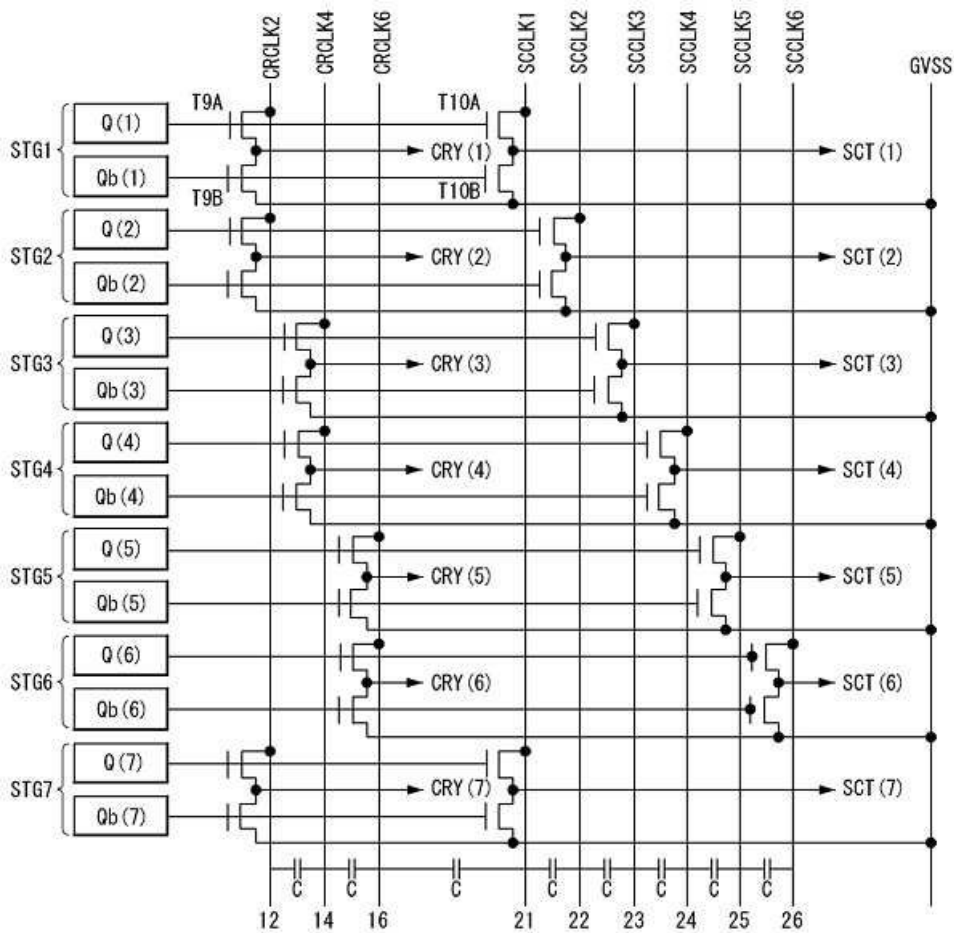 CRCLK2 CRCLK4 CRCLK6 SCCLK1 SCCLK2 SCCLK3 SCCLK4 SCCLK5 SCCLK6 GVSS
T9A T10A
STG1 Q(1) CRY(1) SCT(1)
Qb(1)
T9B T10B
STG2 Q(2) CRY(2) SCT(2)
Qb(2)
STG3 Q(3) CRY(3) SCT(3)
Qb(3)
STG4 Q(4) CRY(4) SCT(4)
Qb(4)
STG5 Q(5) CRY(5) SCT(5)
Qb(5)
STG6 Q(6) CRY(6) SCT(6)
Qb(6)
STG7 Q(7) CRY(7) SCT(7)
Qb(7)
C C C C C C C C
12 14 16 21 22 23 24 25 26